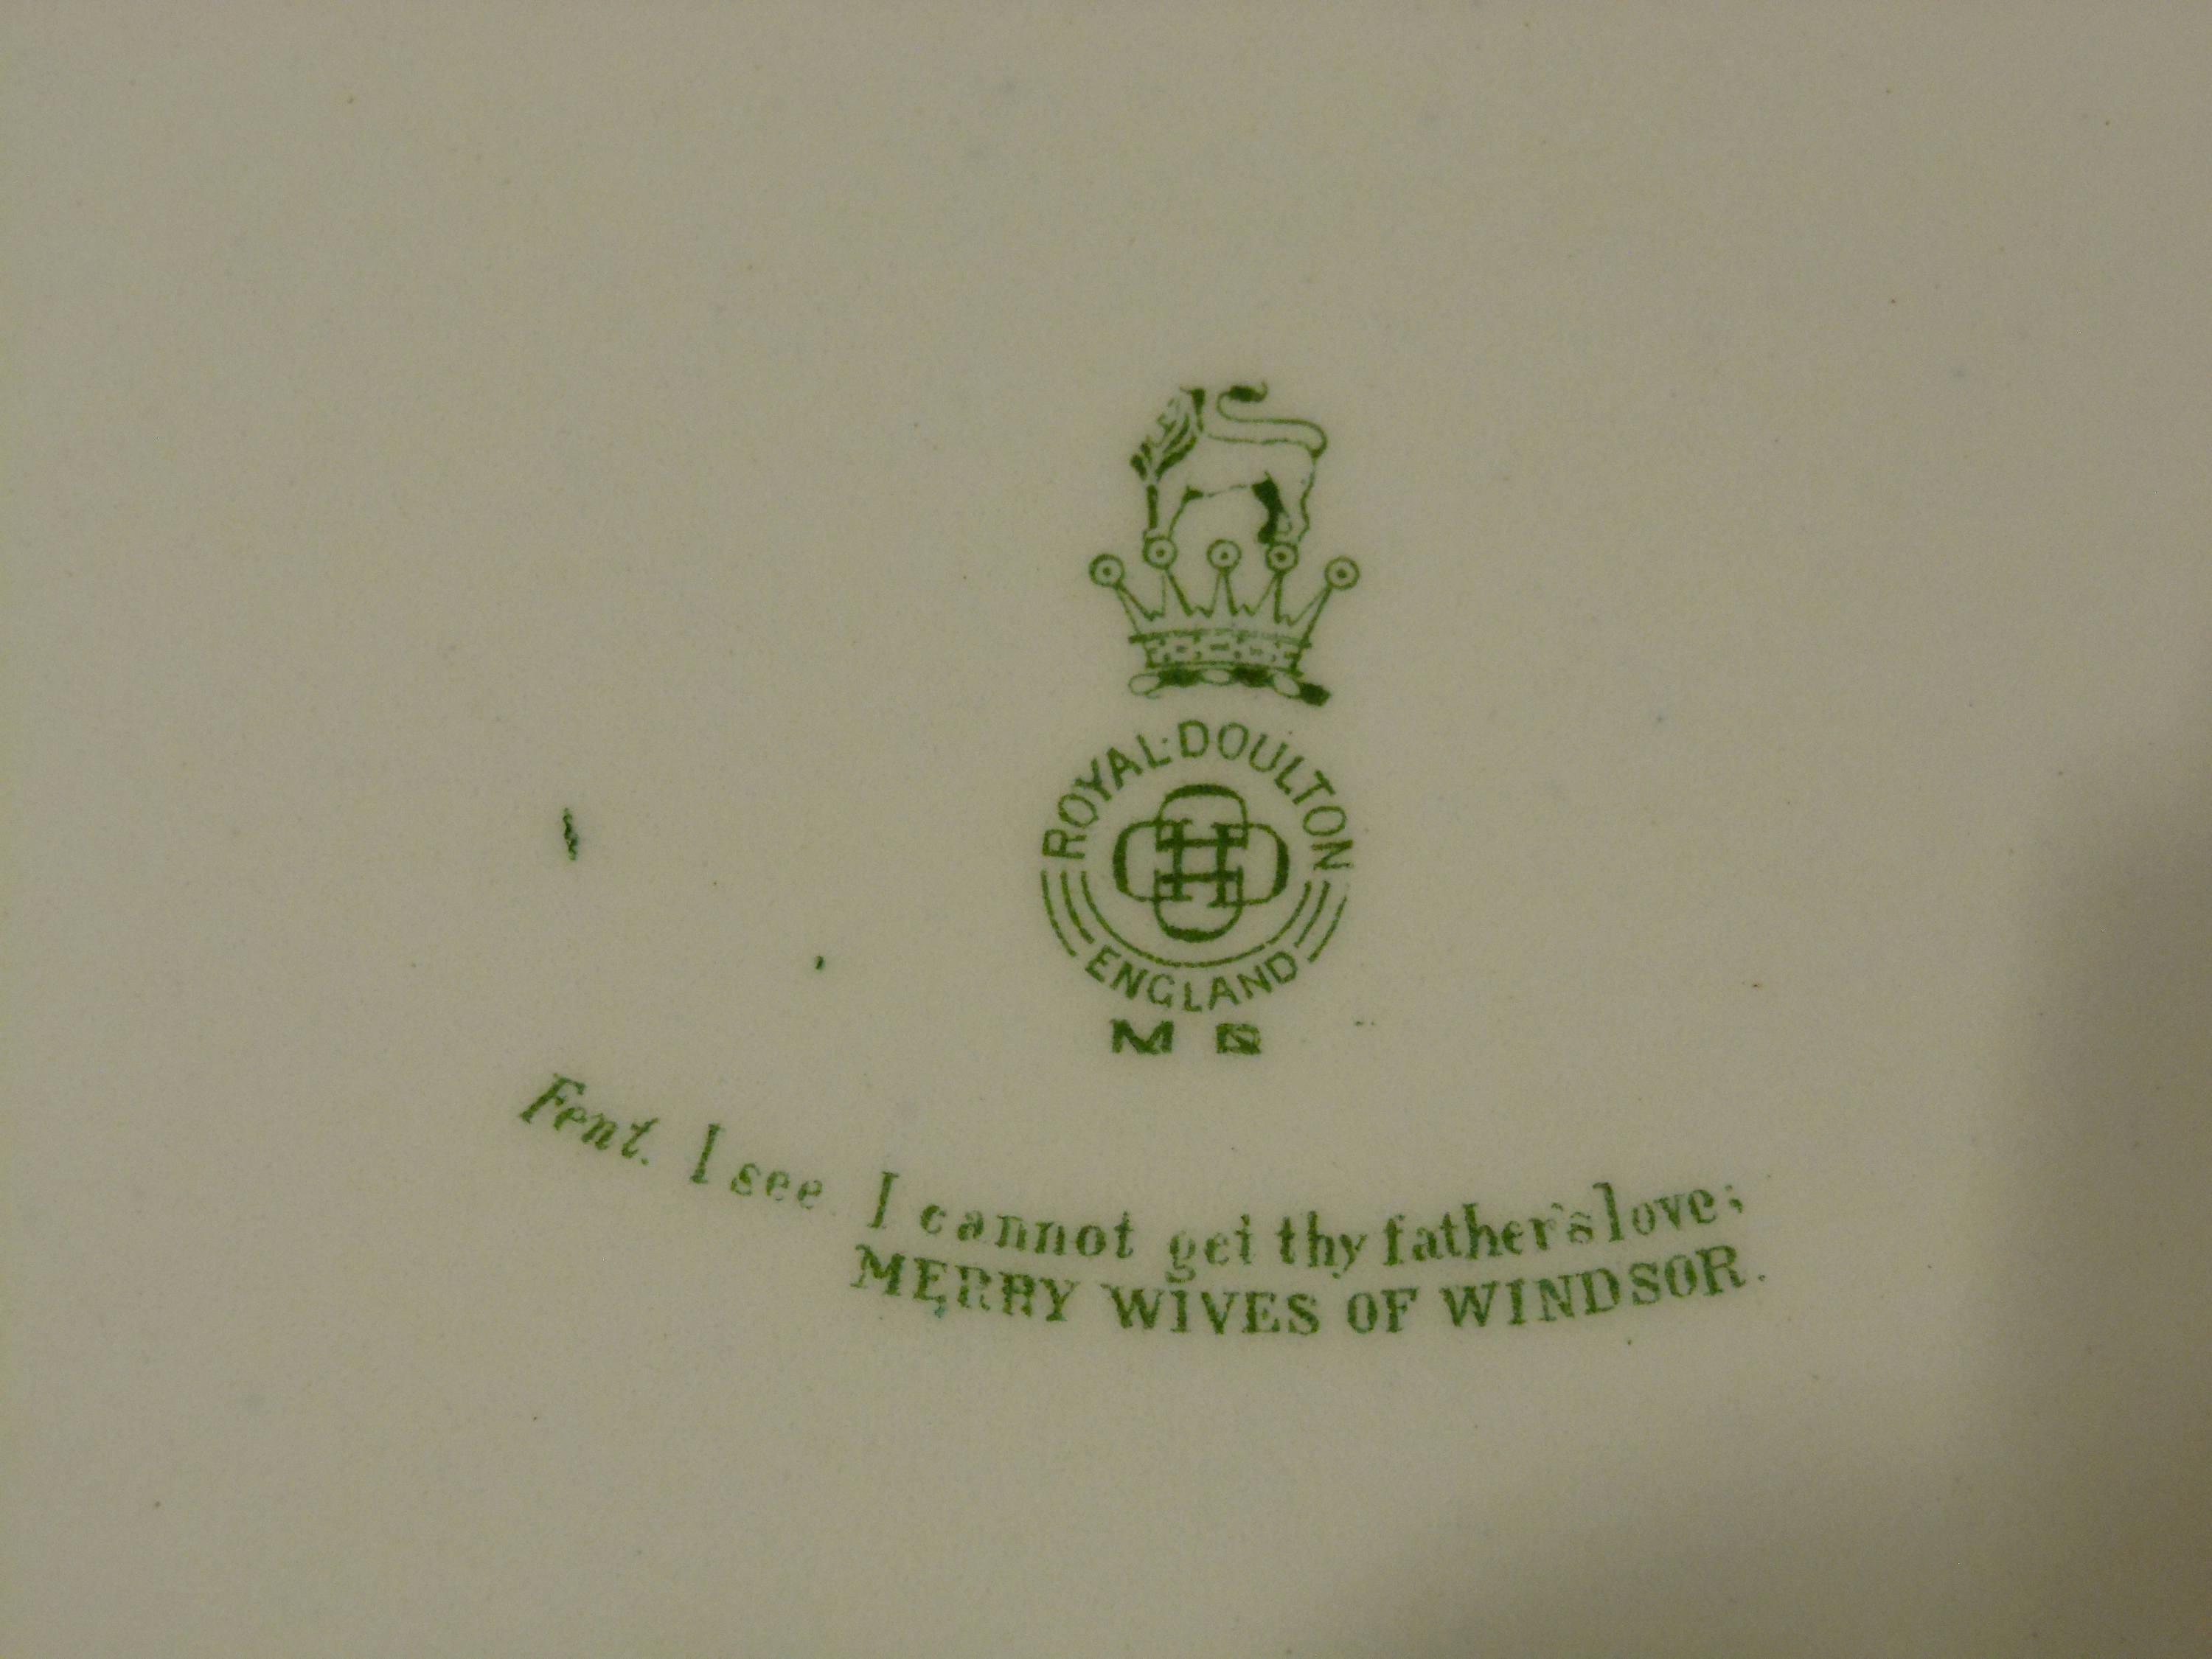 ROYAL·DOULTON
ENGLAND
Fent. I see I cannot get thy father's love;
MERRY WIVES OF WINDSOR.